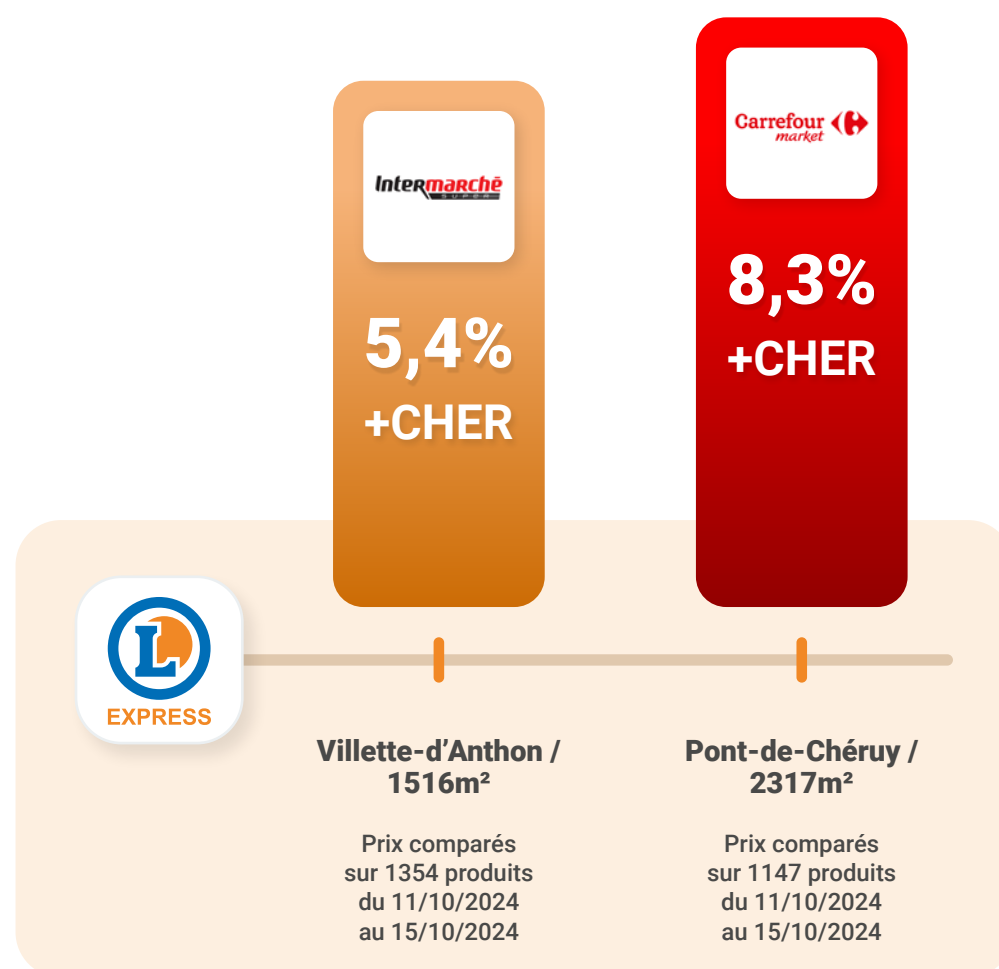 Carrefour
market
Intermarchē
SUPER
8,3%
+CHER
5,4%
+CHER
L
EXPRESS
Villette-d’Anthon /
1516m²
Prix comparés
sur 1354 produits
du 11/10/2024
au 15/10/2024
Pont-de-Chéruy /
2317m²
Prix comparés
sur 1147 produits
du 11/10/2024
au 15/10/2024